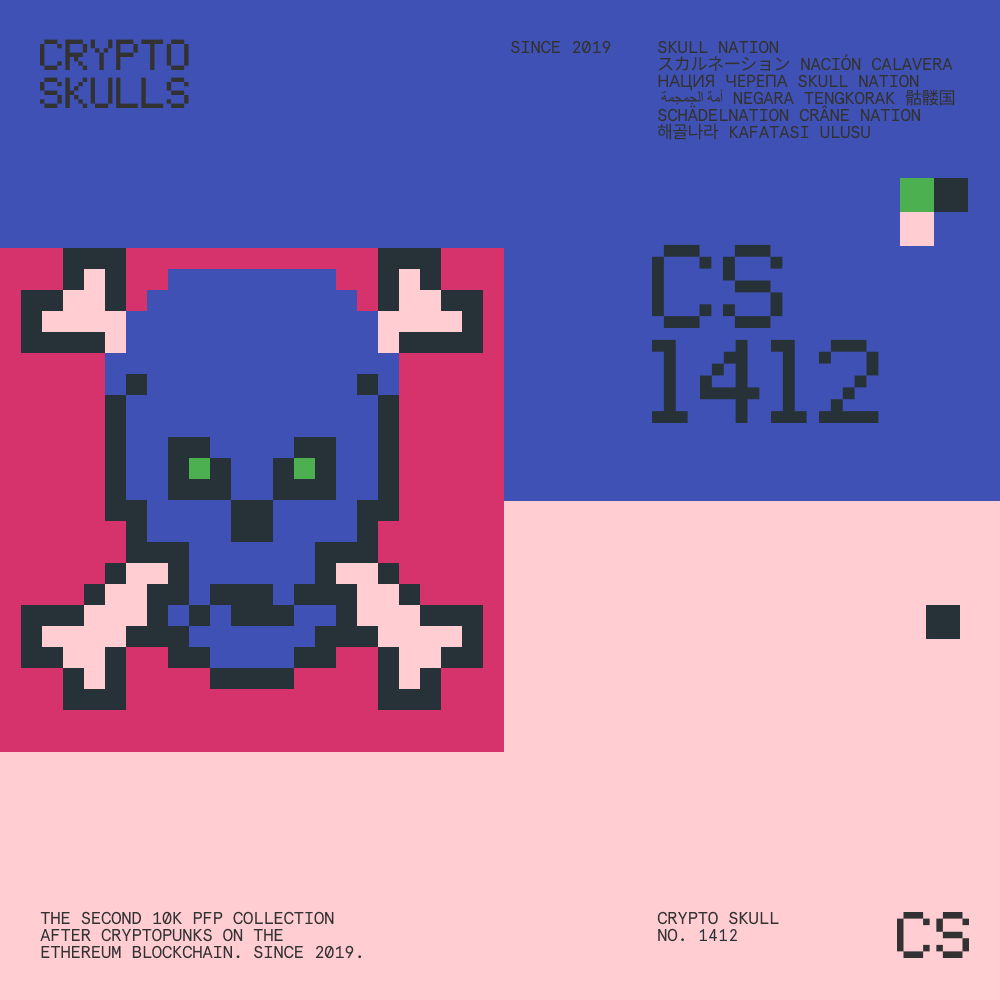 CRYPTO
SKULLS
SINCE 2019
SKULL NATION
スカルネーション NACIÓN CALAVERA
НАЦИЯ ЧЕРЕПА SKULL NATION
أمة الجمجمة NEGARA TENGKORAK 骷髅国
SCHÄDELNATION CRÂNE NATION
해골나라 KAFATASI ULUSU
CS
1412
THE SECOND 10K PFP COLLECTION
AFTER CRYPTOPUNKS ON THE
ETHEREUM BLOCKCHAIN. SINCE 2019.
CRYPTO SKULL
NO. 1412
CS